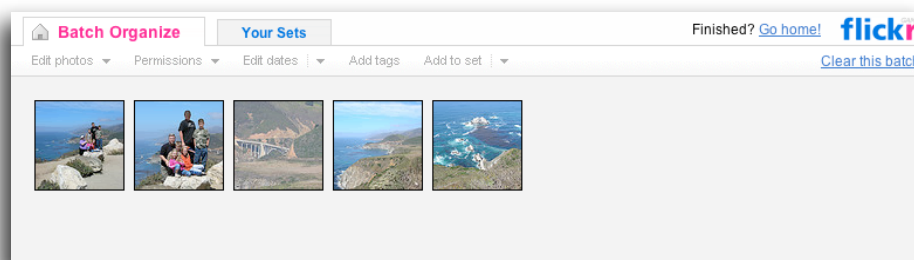 Batch Organize
Your Sets
Finished? Go home!
flickr
Edit photos
Permissions
Edit dates
Add tags
Add to set
Clear this batch